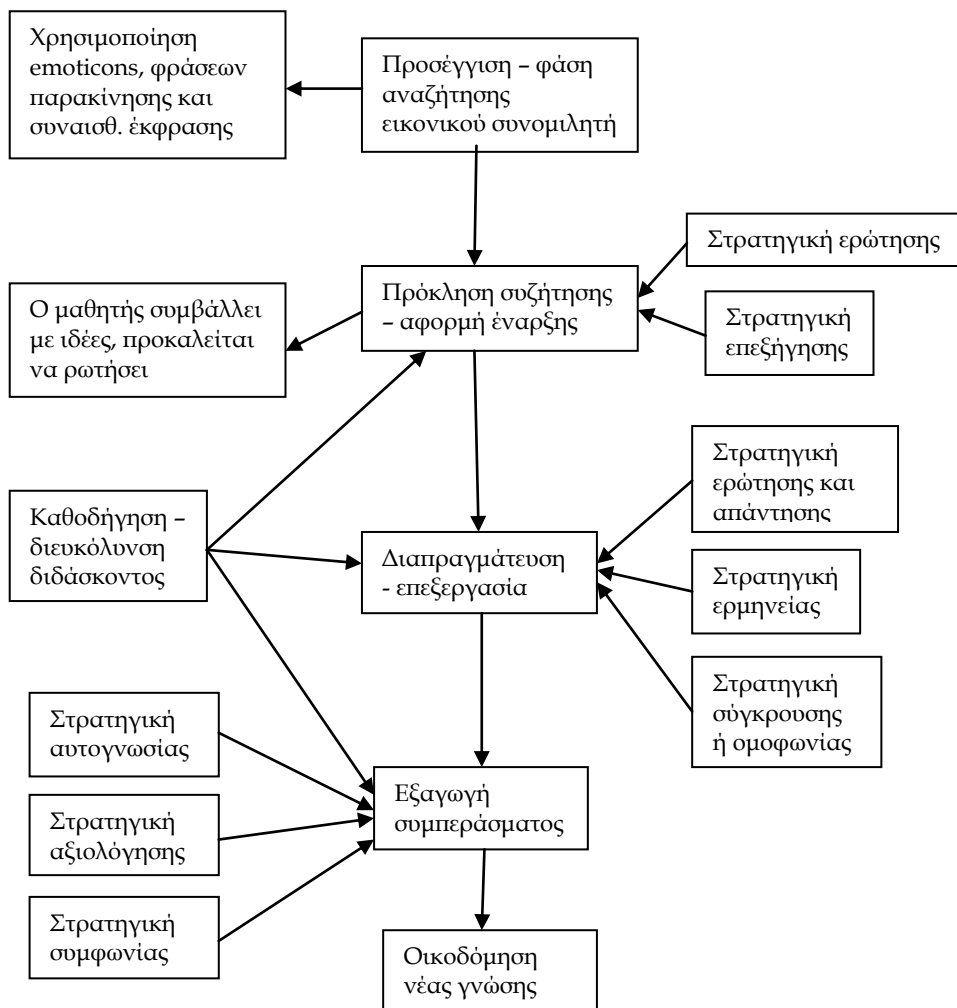 Χρησιμοποίηση
emoticons, φράσεων
παρακίνησης και
συναισθ. έκφρασης
Προσέγγιση – φάση
αναζήτησης
εικονικού συνομιλητή
Στρατηγική ερώτησης
Πρόκληση συζήτησης
– αφορμή έναρξης
Ο μαθητής συμβάλλει
με ιδέες, προκαλείται
να ρωτήσει
Στρατηγική
επεξήγησης
Στρατηγική
ερώτησης και
απάντησης
Καθοδήγηση –
διευκόλυνση
διδάσκοντος
Διαπραγμάτευση
- επεξεργασία
Στρατηγική
ερμηνείας
Στρατηγική
σύγκρουσης
ή ομοφωνίας
Στρατηγική
αυτογνωσίας
Εξαγωγή
συμπεράσματος
Στρατηγική
αξιολόγησης
Στρατηγική
συμφωνίας
Οικοδόμηση
νέας γνώσης